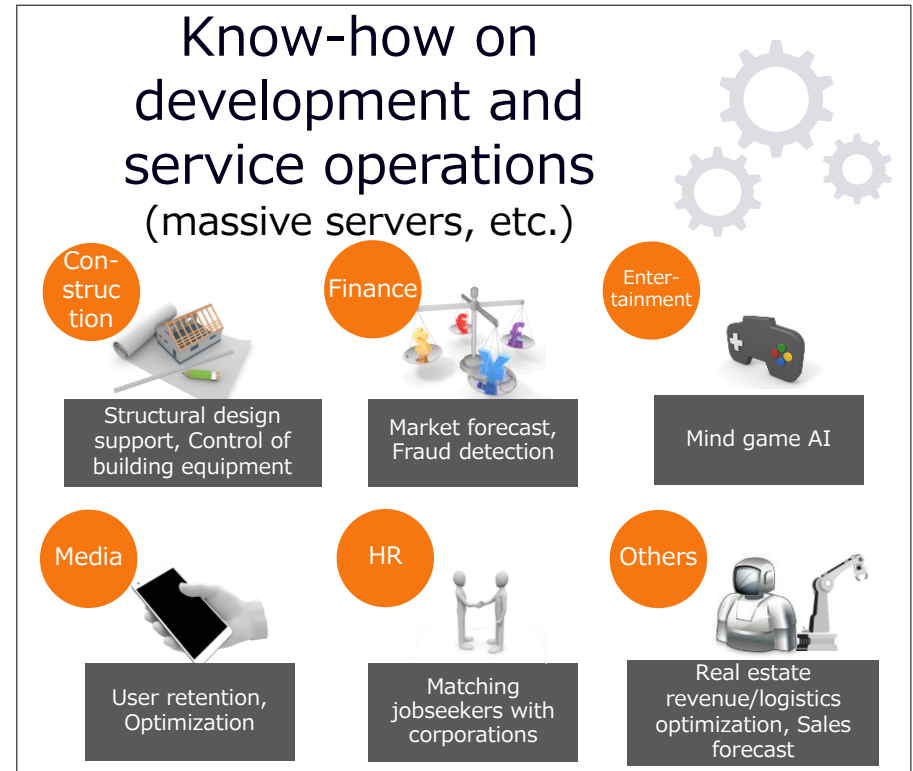 Know-how on
development and
service operations
(massive servers, etc.)
Con-
struc
tion
Finance
Enter-
tainment
Structural design
support, Control of
building equipment
Market forecast,
Fraud detection
Mind game AI
Media
HR
Others
User retention,
Optimization
Matching
jobseekers with
corporations
Real estate
revenue/logistics
optimization, Sales
forecast